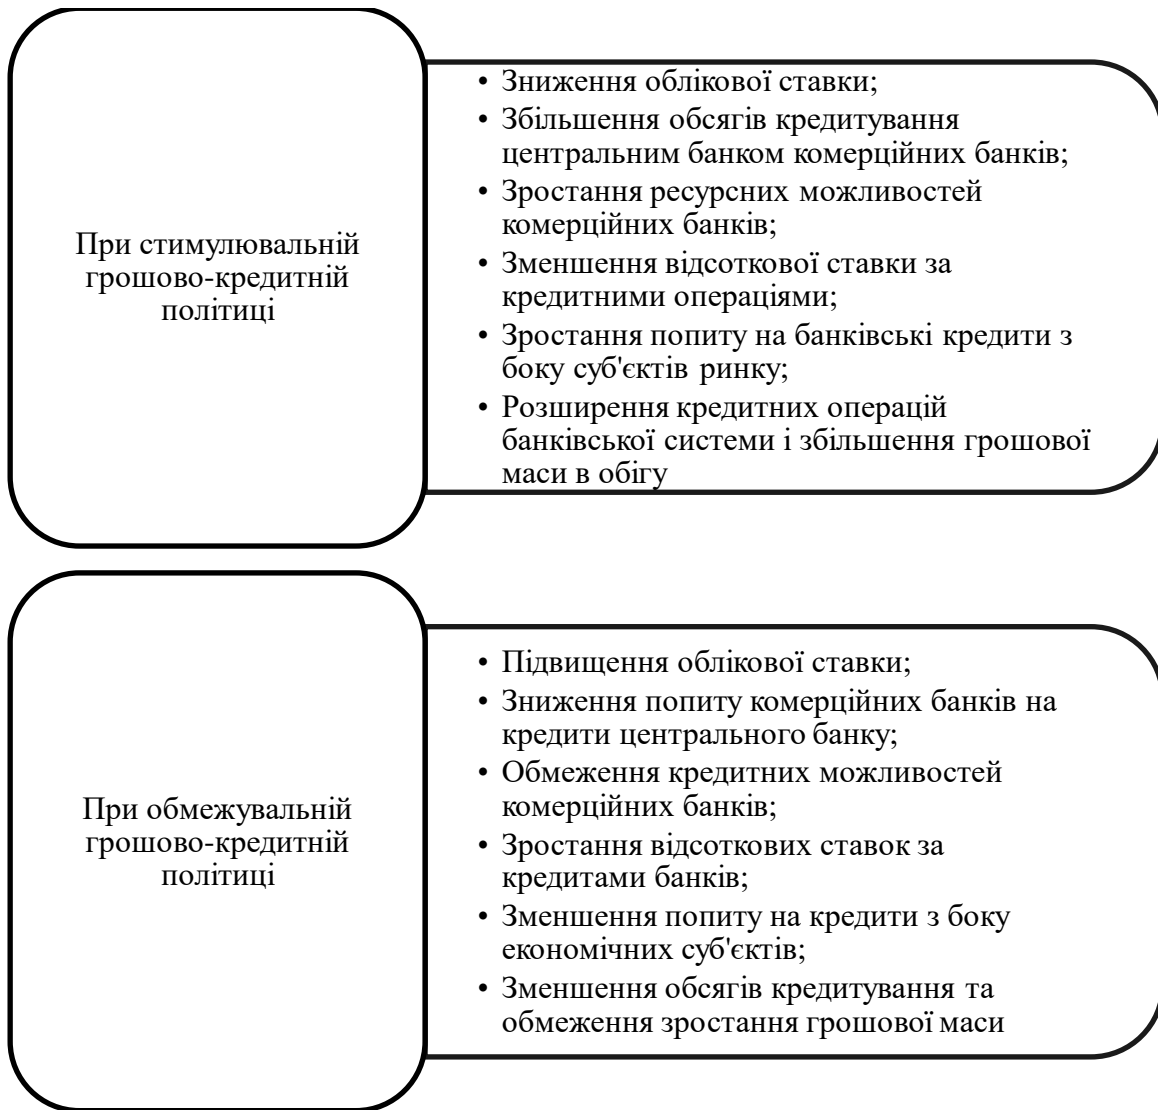 При стимулювальній
грошово-кредитній
політиці
• Зниження облікової ставки;
• Збільшення обсягів кредитування
центральним банком комерційних банків;
• Зростання ресурсних можливостей
комерційних банків;
• Зменшення відсоткової ставки за
кредитними операціями;
• Зростання попиту на банківські кредити з
боку суб'єктів ринку;
• Розширення кредитних операцій
банківської системи і збільшення грошової
маси в обігу
При обмежувальній
грошово-кредитній
політиці
• Підвищення облікової ставки;
• Зниження попиту комерційних банків на
кредити центрального банку;
• Обмеження кредитних можливостей
комерційних банків;
• Зростання відсоткових ставок за
кредитами банків;
• Зменшення попиту на кредити з боку
економічних суб'єктів;
• Зменшення обсягів кредитування та
обмеження зростання грошової маси